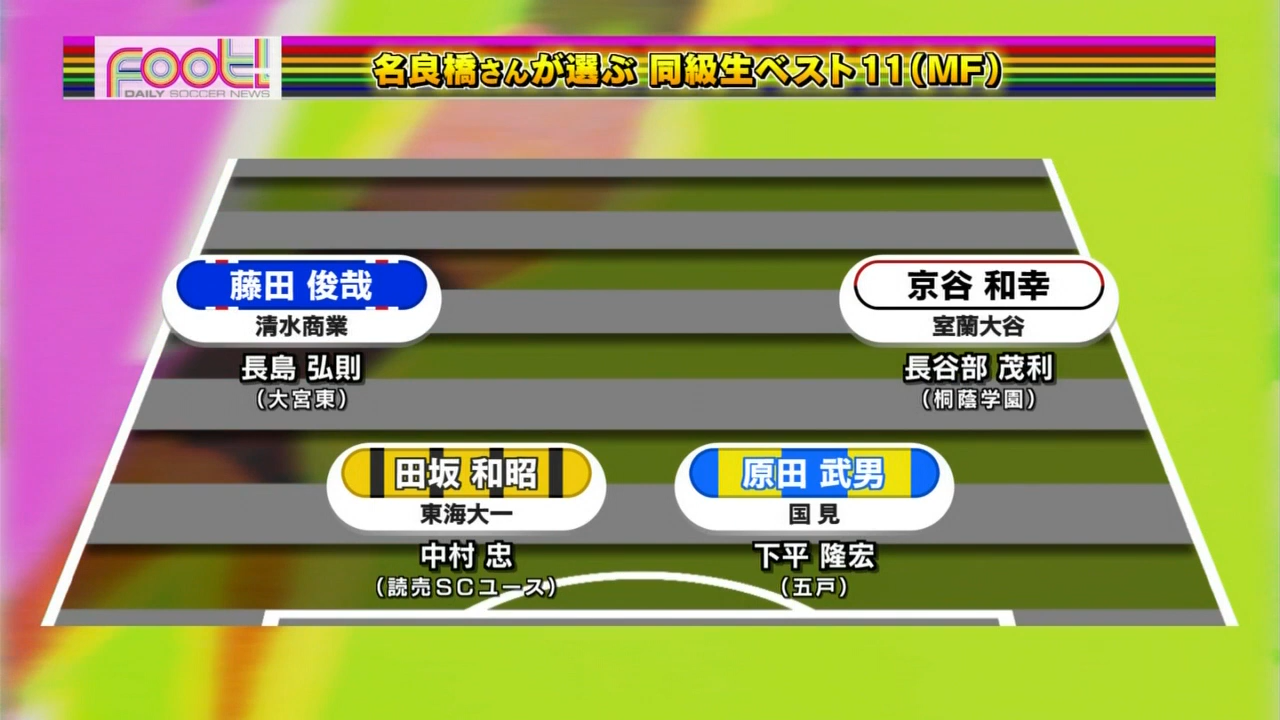 Foot!
DAILY SOCCER NEWS
名良橋さんが選ぶ 同級生ベスト11(MF)
藤田 俊哉
清水商業
長島 弘則
(大宮東)
京谷 和幸
室蘭大谷
長谷部 茂利
(桐蔭学園)
田坂 和昭
東海大一
中村 忠
(読売SCユース)
原田 武男
国見
下平 隆宏
(五戸)